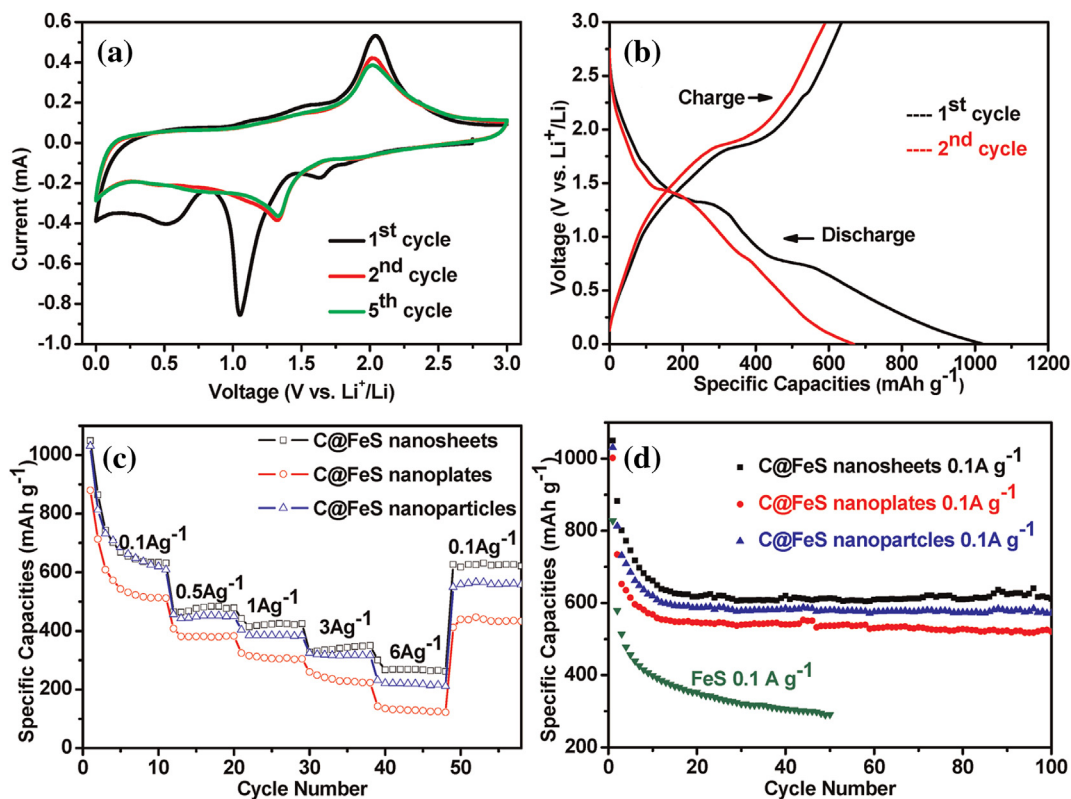 (a)
0.6
0.4
0.2
0.0
-0.2
-0.4
-0.6
-0.8
-1.0
Current (mA)
1st cycle
2nd cycle
5th cycle
0.0 0.5 1.0 1.5 2.0 2.5 3.0
Voltage (V vs. Li+/Li)
(b)
3.0
2.5
2.0
1.5
1.0
0.5
0.0
Voltage (V vs. Li+/Li)
Charge
1st cycle
2nd cycle
Discharge
0 200 400 600 800 1000 1200
Specific Capacities (mAh g-1)
(c)
1000
800
600
400
200
0
Specific Capacities (mAh g-1)
C@FeS nanosheets
C@FeS nanoplates
C@FeS nanoparticles
0.1Ag-1
0.5Ag-1
1Ag-1
3Ag-1
6Ag-1
0.1Ag-1
0 10 20 30 40 50
Cycle Number
(d)
1000
800
600
400
200
Specific Capacities (mAh g-1)
C@FeS nanosheets 0.1A g-1
C@FeS nanoplates 0.1A g-1
C@FeS nanopartcles 0.1A g-1
FeS 0.1 A g-1
0 20 40 60 80 100
Cycle Number